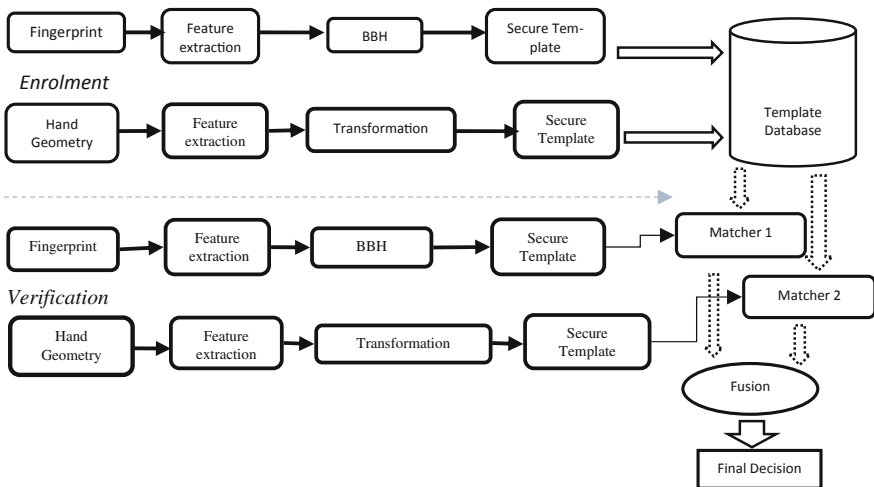 Fingerprint
Feature
extraction
BBH
Secure Tem-
plate
Enrolment
Hand
Geometry
Feature
extraction
Transformation
Secure
Template
Template
Database
Fingerprint
Feature
extraction
BBH
Secure
Template
Matcher 1
Verification
Matcher 2
Hand
Geometry
Feature
extraction
Transformation
Secure
Template
Fusion
Final Decision